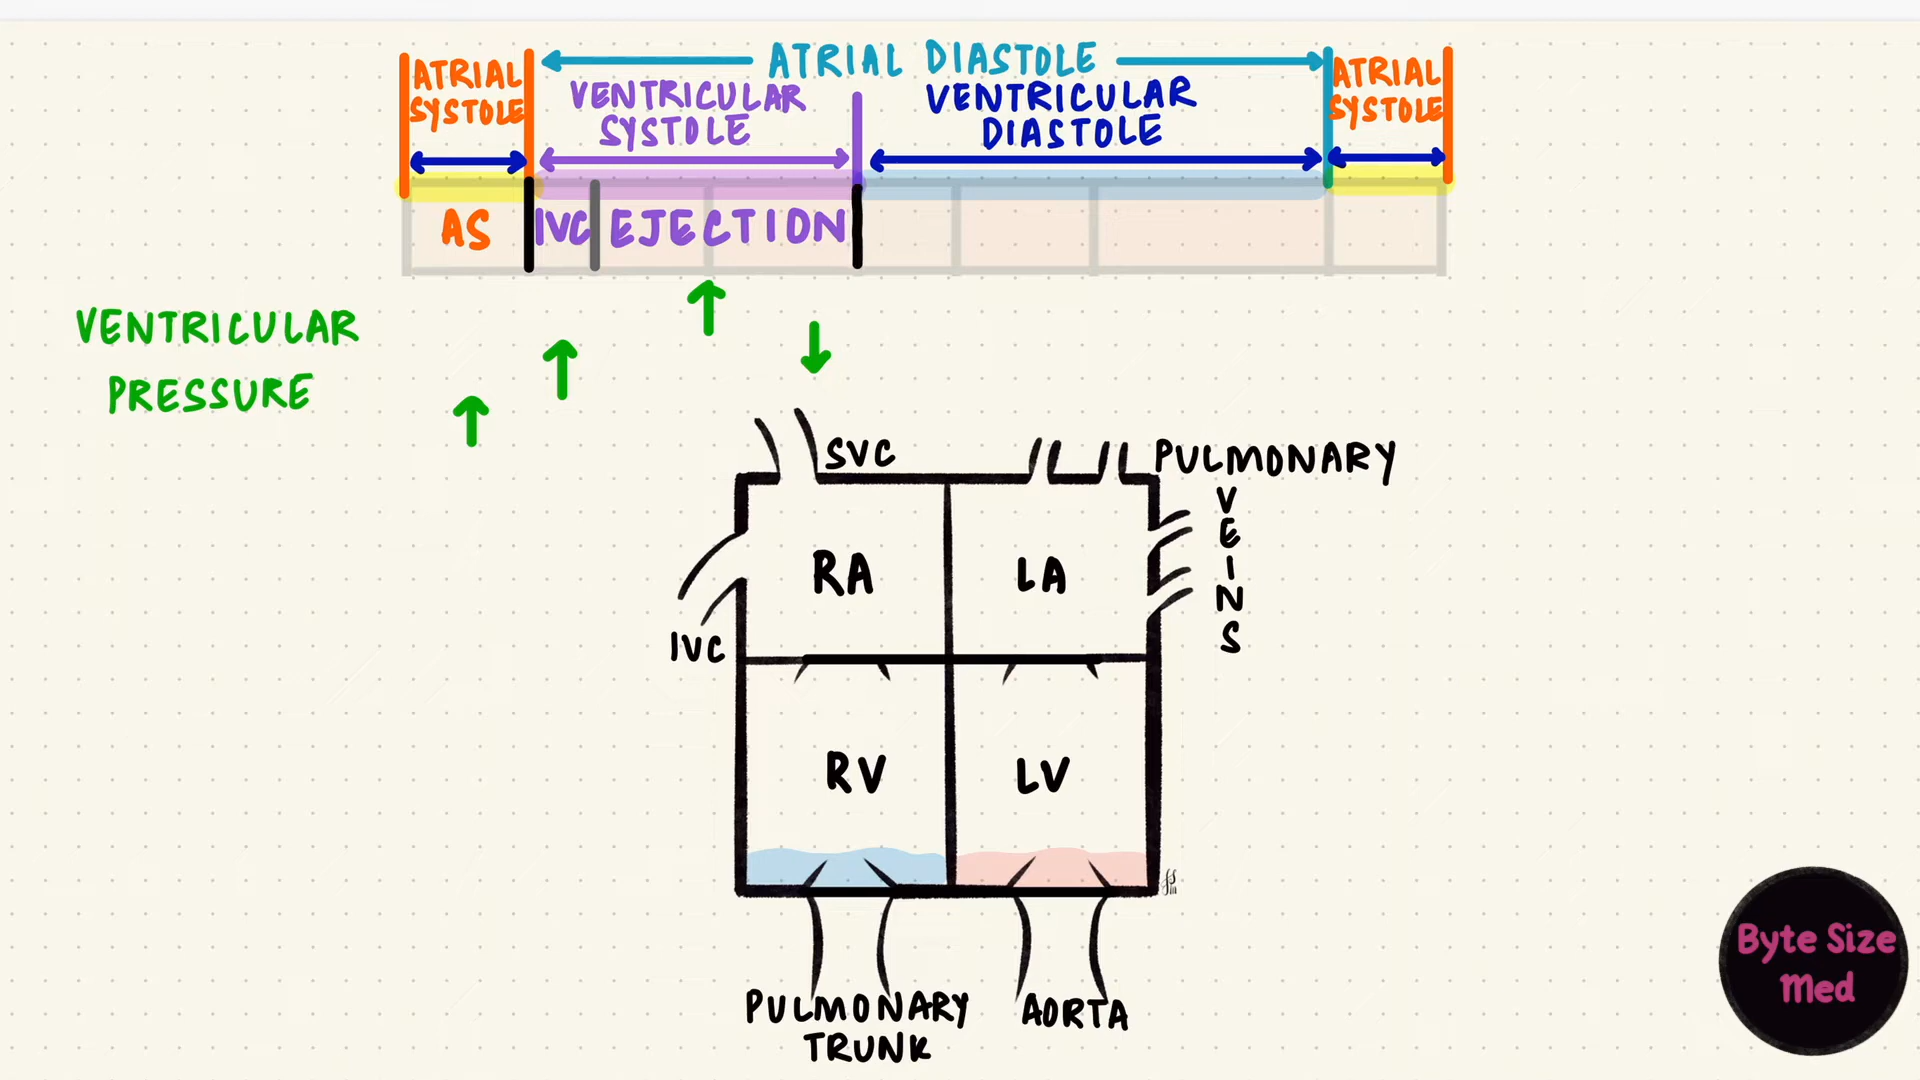 ATRIAL DIASTOLE
ATRIAL
SYSTOLE
VENTRICULAR
SYSTOLE
VENTRICULAR
DIASTOLE
ATRIAL
SYSTOLE
AS
IVC
EJECTION
VENTRICULAR
PRESSURE
SVC
PULMONARY
VEINS
RA
LA
IVC
RV
LV
PULMONARY
TRUNK
AORTA
Byte Size
Med